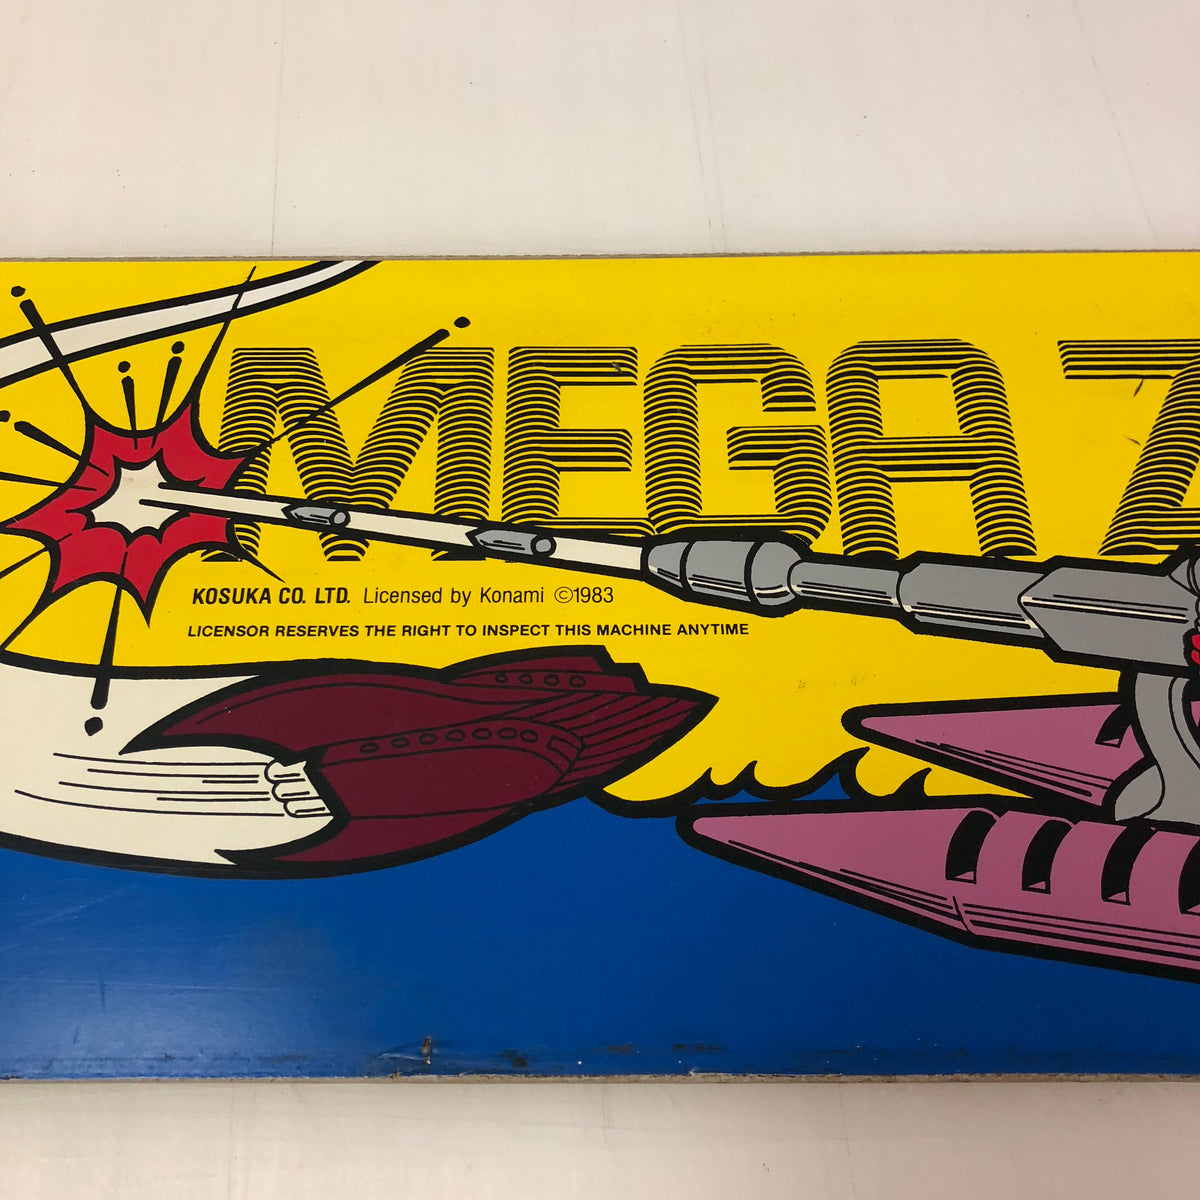 MEGA Z
KOSUKA CO. LTD. Licensed by Konami ©1983
LICENSOR RESERVES THE RIGHT TO INSPECT THIS MACHINE ANYTIME